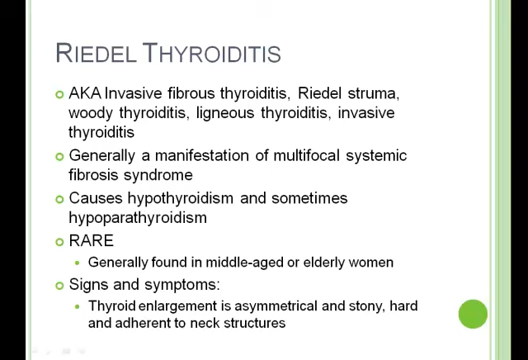 RIEDEL THYROIDITIS
AKA Invasive fibrous thyroiditis, Riedel struma,
woody thyroiditis, ligneous thyroiditis, invasive
thyroiditis
Generally a manifestation of multifocal systemic
fibrosis syndrome
Causes hypothyroidism and sometimes
hypoparathyroidism
RARE
Generally found in middle-aged or elderly women
Signs and symptoms:
Thyroid enlargement is asymmetrical and stony, hard
and adherent to neck structures